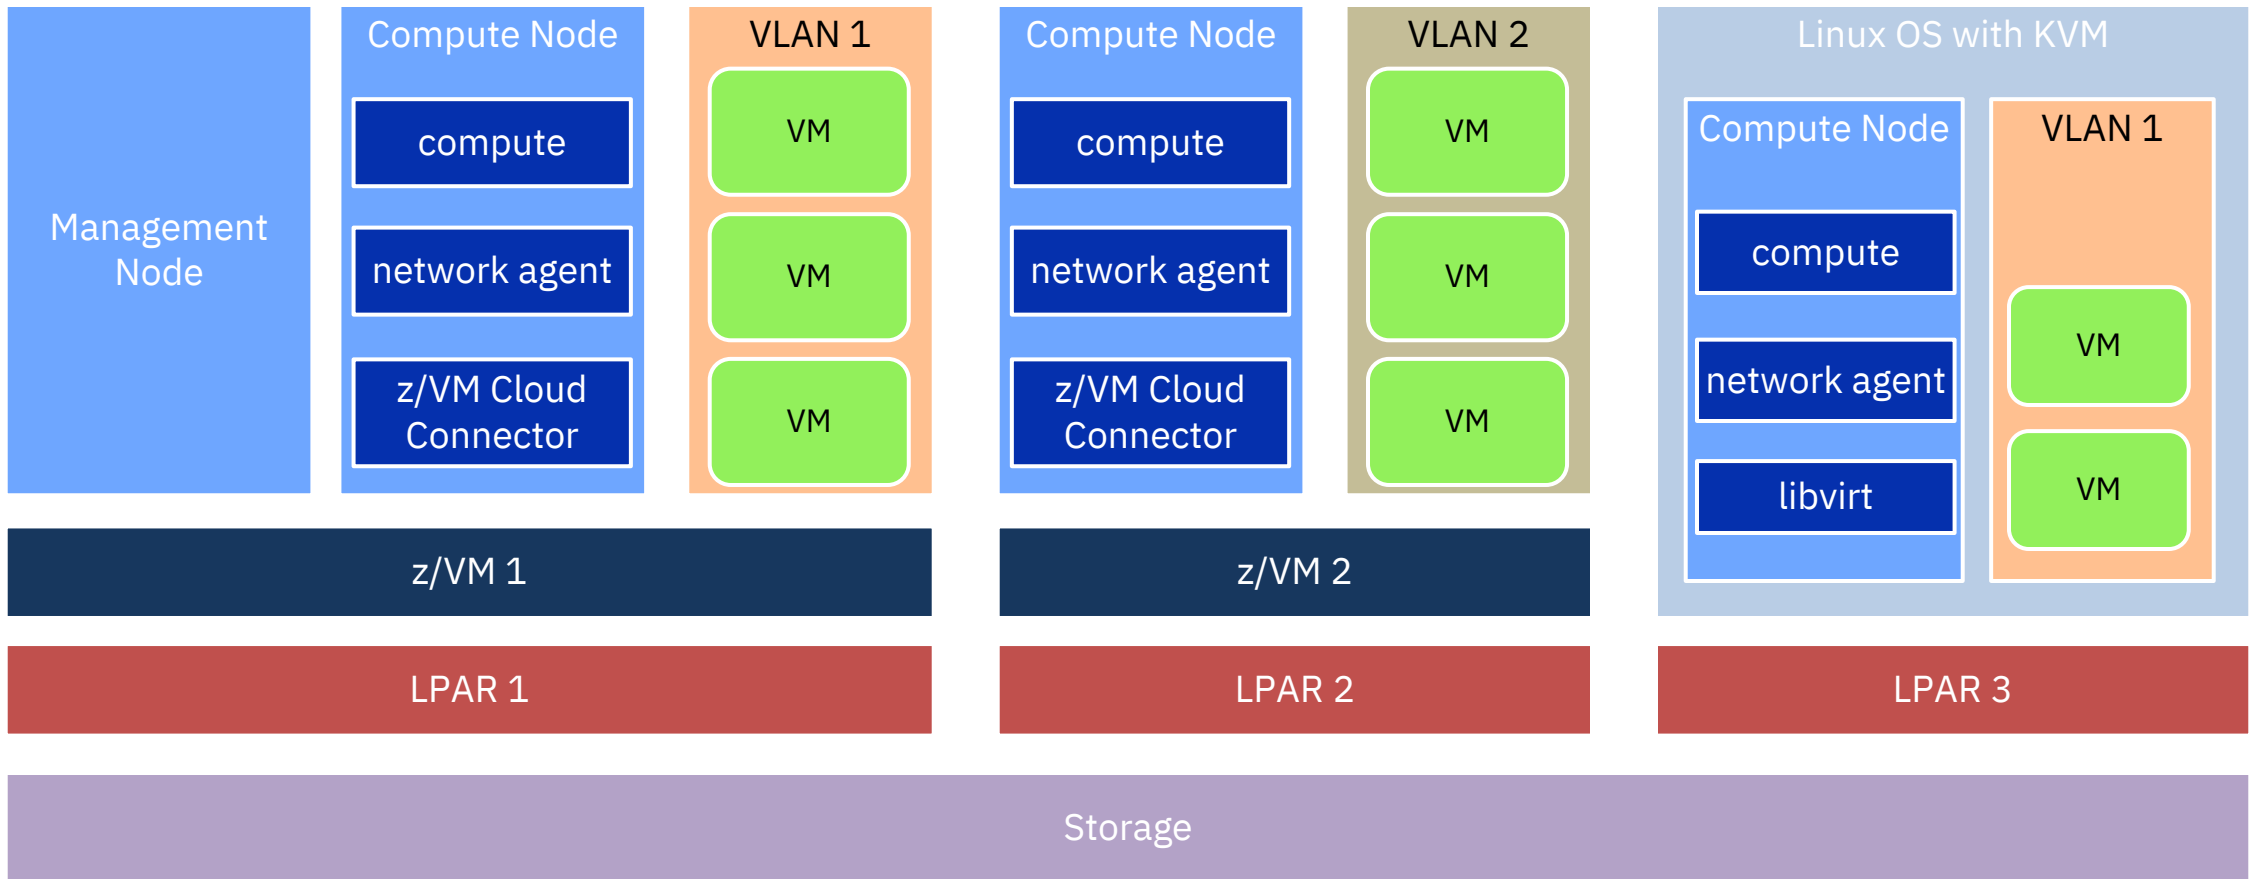 Management
Node
Compute Node
compute
network agent
z/VM Cloud
Connector
VLAN 1
VM
VM
VM
z/VM 1
LPAR 1
Compute Node
compute
network agent
z/VM Cloud
Connector
VLAN 2
VM
VM
VM
z/VM 2
LPAR 2
Linux OS with KVM
Compute Node
compute
network agent
libvirt
VLAN 1
VM
VM
LPAR 3
Storage